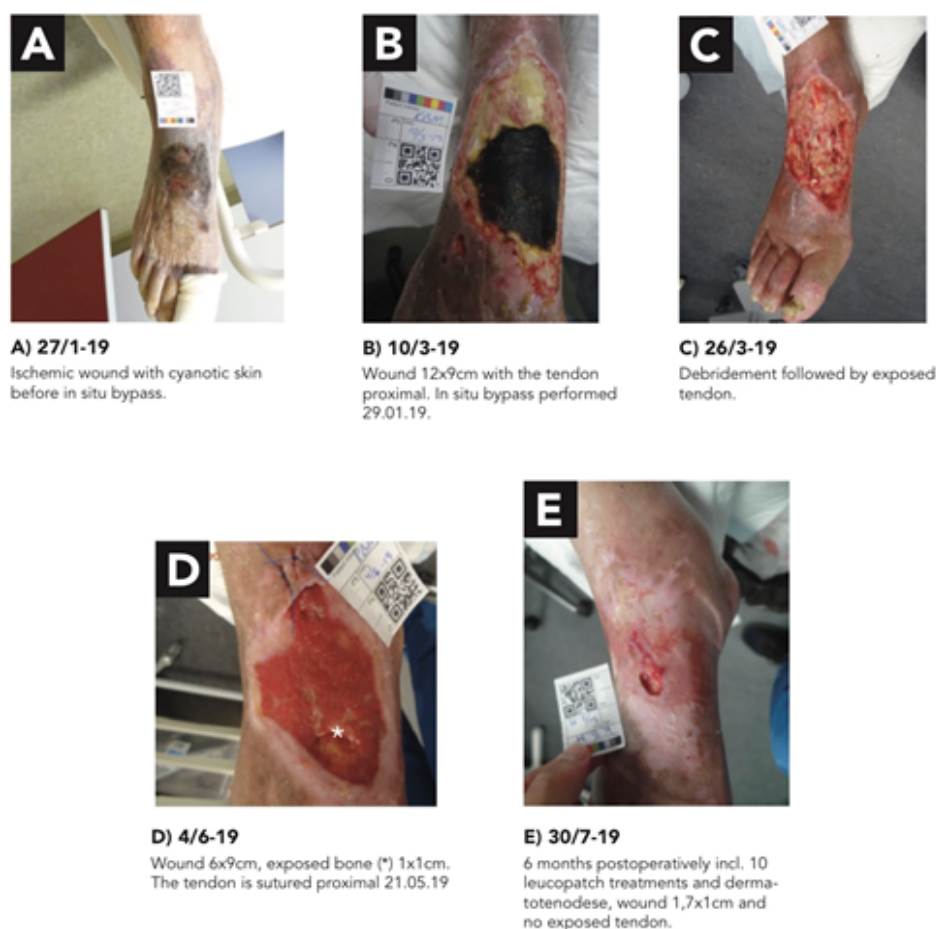 A
B
C
A) 27/1-19
Ischemic wound with cyanotic skin
before in situ bypass.
B) 10/3-19
Wound 12x9cm with the tendon
proximal. In situ bypass performed
29.01.19.
C) 26/3-19
Debridement followed by exposed
tendon.
D
*
E
D) 4/6-19
Wound 6x9cm, exposed bone (*) 1x1cm.
The tendon is sutured proximal 21.05.19
E) 30/7-19
6 months postoperatively incl. 10
leucopatch treatments and derma-
totenodese, wound 1,7x1cm and
no exposed tendon.